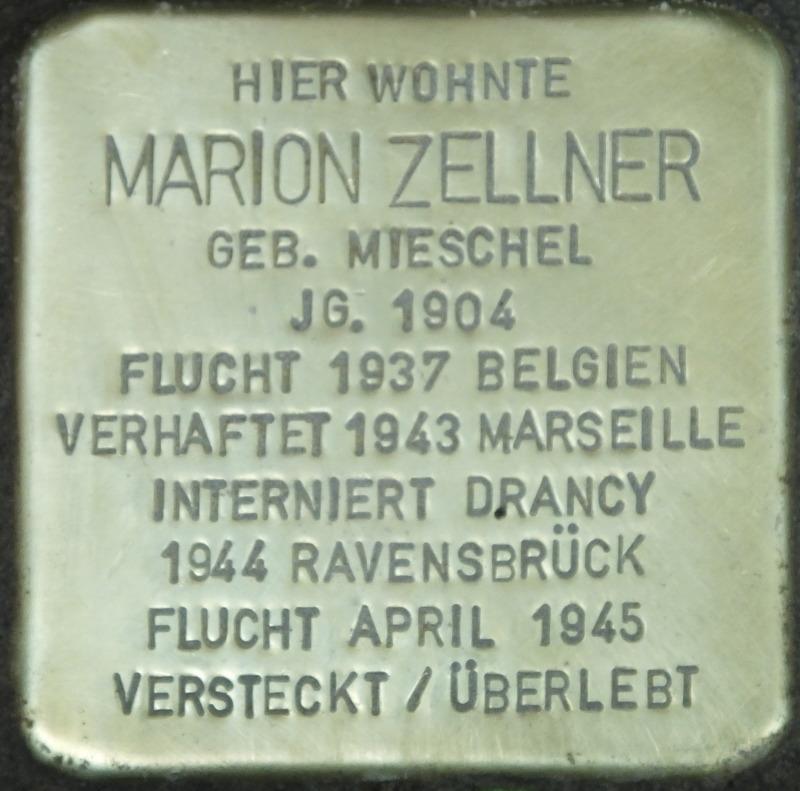 HIER WOHNTE
MARION ZELLNER
GEB. MIESCHEL
JG. 1904
FLUCHT 1937 BELGIEN
VERHAFTET 1943 MARSEILLE
INTERNIERT DRANCY
1944 RAVENSBRÜCK
FLUCHT APRIL 1945
VERSTECKT / ÜBERLEBT